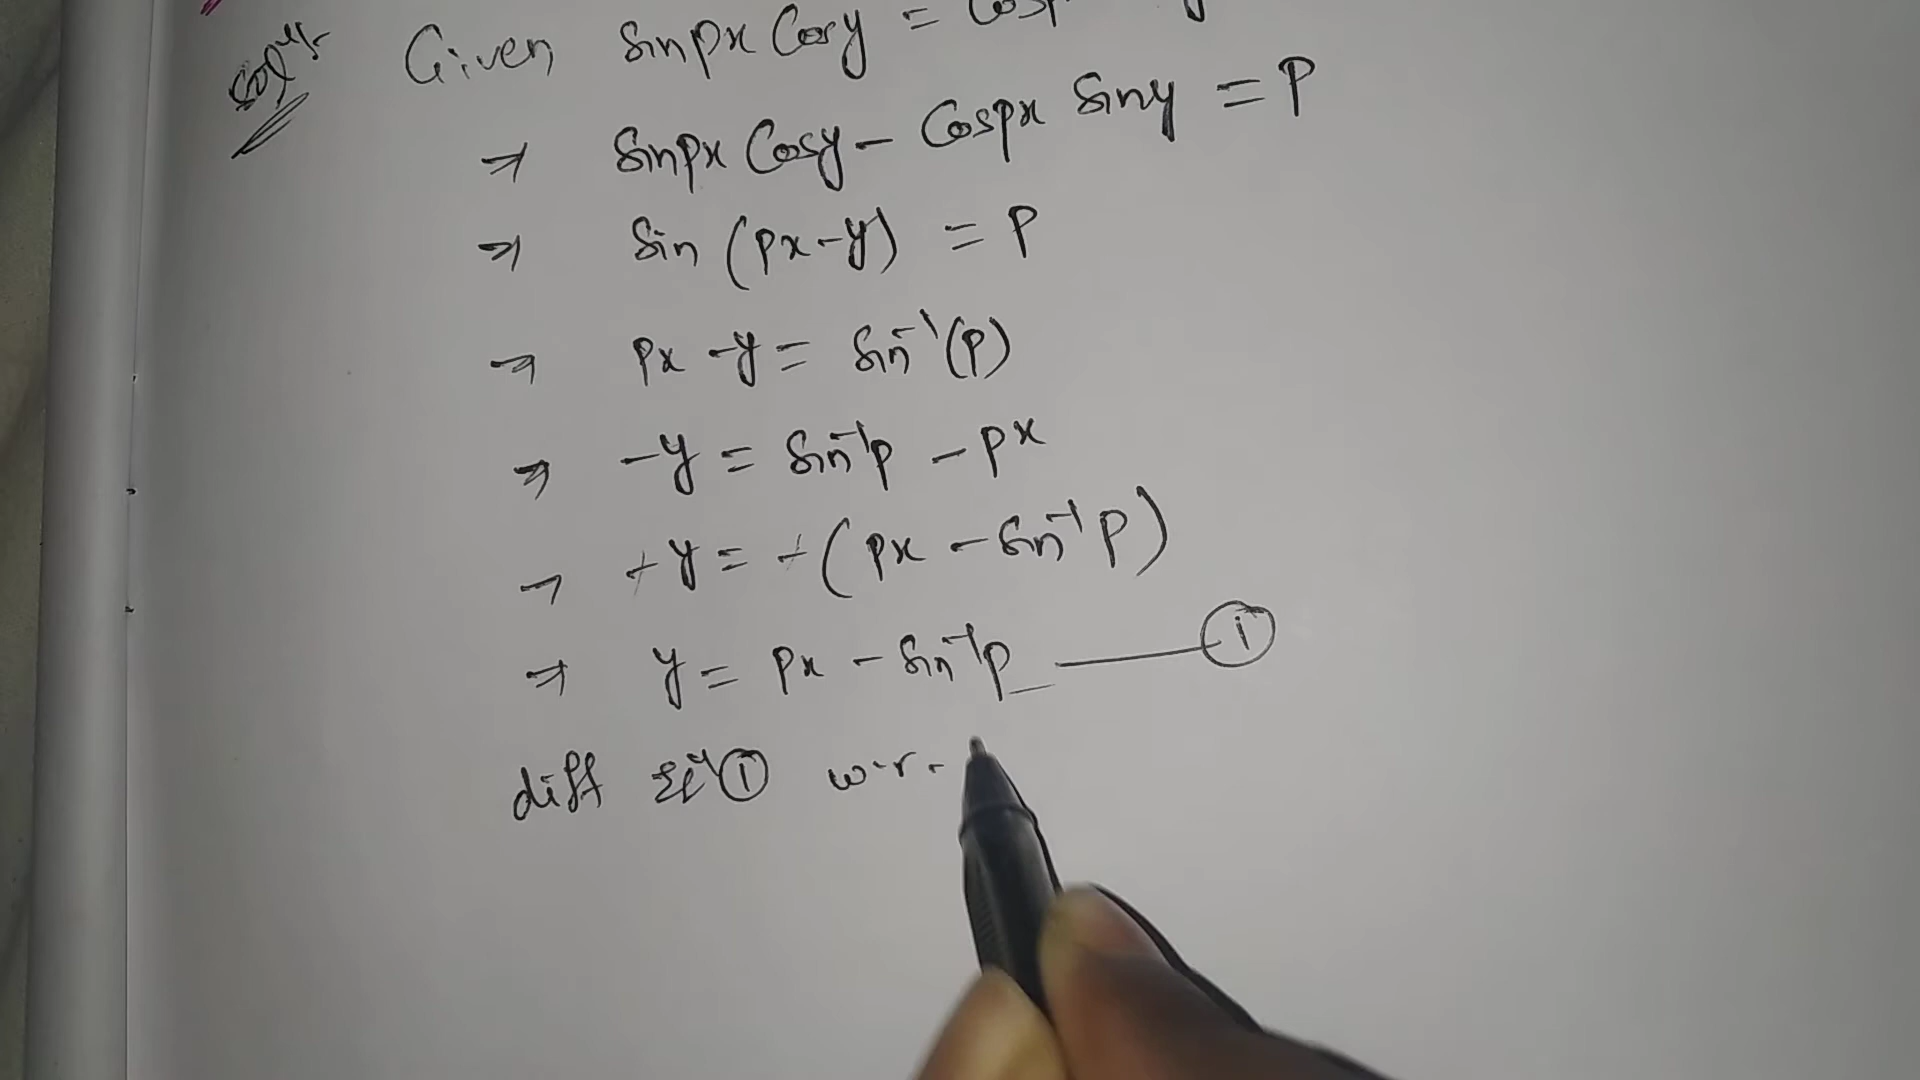 Solⁿ:-
Given Sinpx Cosy =
⇒ Sinpx Cosy - Cospx Siny = P
⇒ Sin (px-y) = P
⇒ px -y = Sin⁻¹(p)
⇒ -y = Sin⁻¹p - px
⇒ +y = +(px - Sin⁻¹p)
⇒ y = px - Sin⁻¹p —— ①
diff Eqⁿ ① w.r.